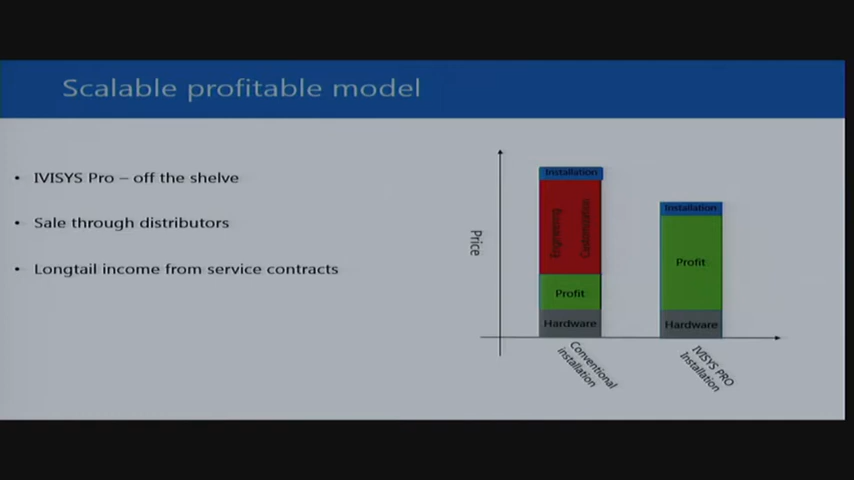 Scalable profitable model
• IVISYS Pro – off the shelve
• Sale through distributors
• Longtail income from service contracts
Price
Installation
Engineering
Customization
Profit
Hardware
Installation
Profit
Hardware
Conventional
installation
IVISYS PRO
Installation